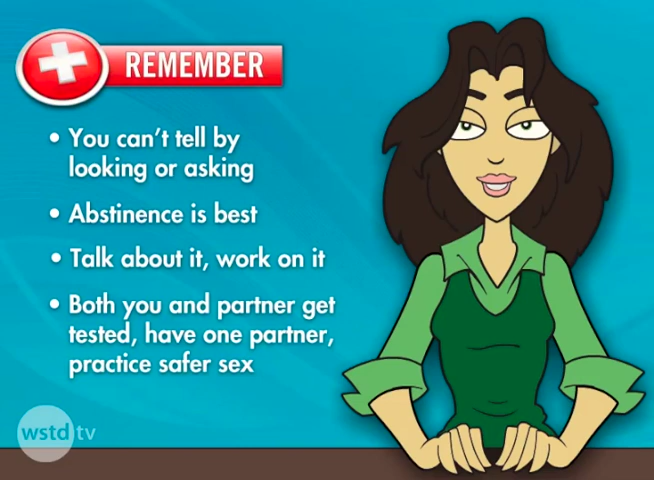 REMEMBER
• You can't tell by
looking or asking
• Abstinence is best
• Talk about it, work on it
• Both you and partner get
tested, have one partner,
practice safer sex
wstd tv